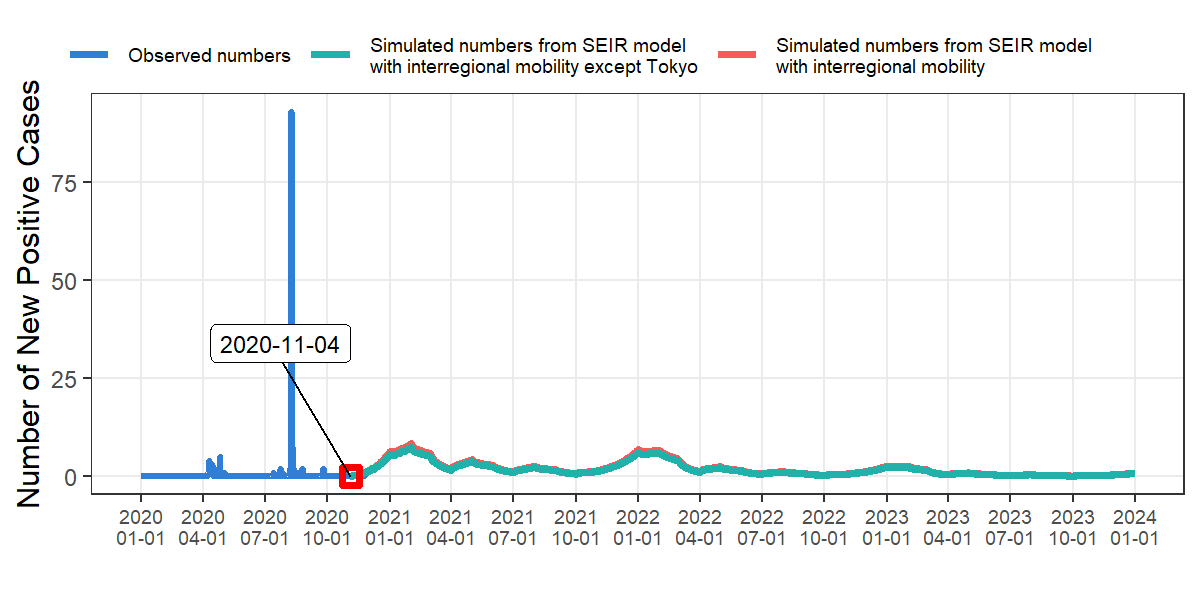 Observed numbers
Simulated numbers from SEIR model
with interregional mobility except Tokyo
Simulated numbers from SEIR model
with interregional mobility
Number of New Positive Cases
75
50
25
0
2020-11-04
2020 2020 2020 2020 2021 2021 2021 2021 2022 2022 2022 2022 2023 2023 2023 2023 2024
01-01 04-01 07-01 10-01 01-01 04-01 07-01 10-01 01-01 04-01 07-01 10-01 01-01 04-01 07-01 10-01 01-01